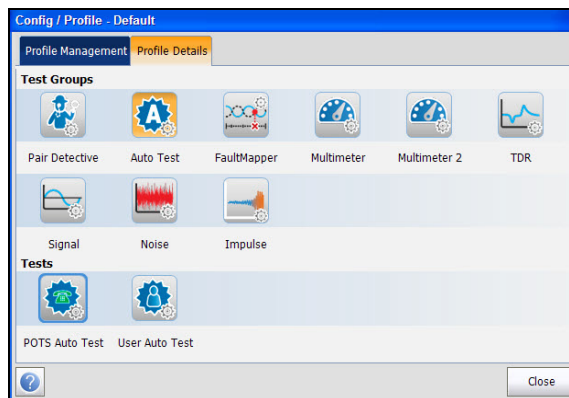 Config / Profile - Default
Profile Management Profile Details
Test Groups
A
Pair Detective Auto Test FaultMapper Multimeter Multimeter 2 TDR
Signal Noise Impulse
Tests
POTS Auto Test User Auto Test
? Close